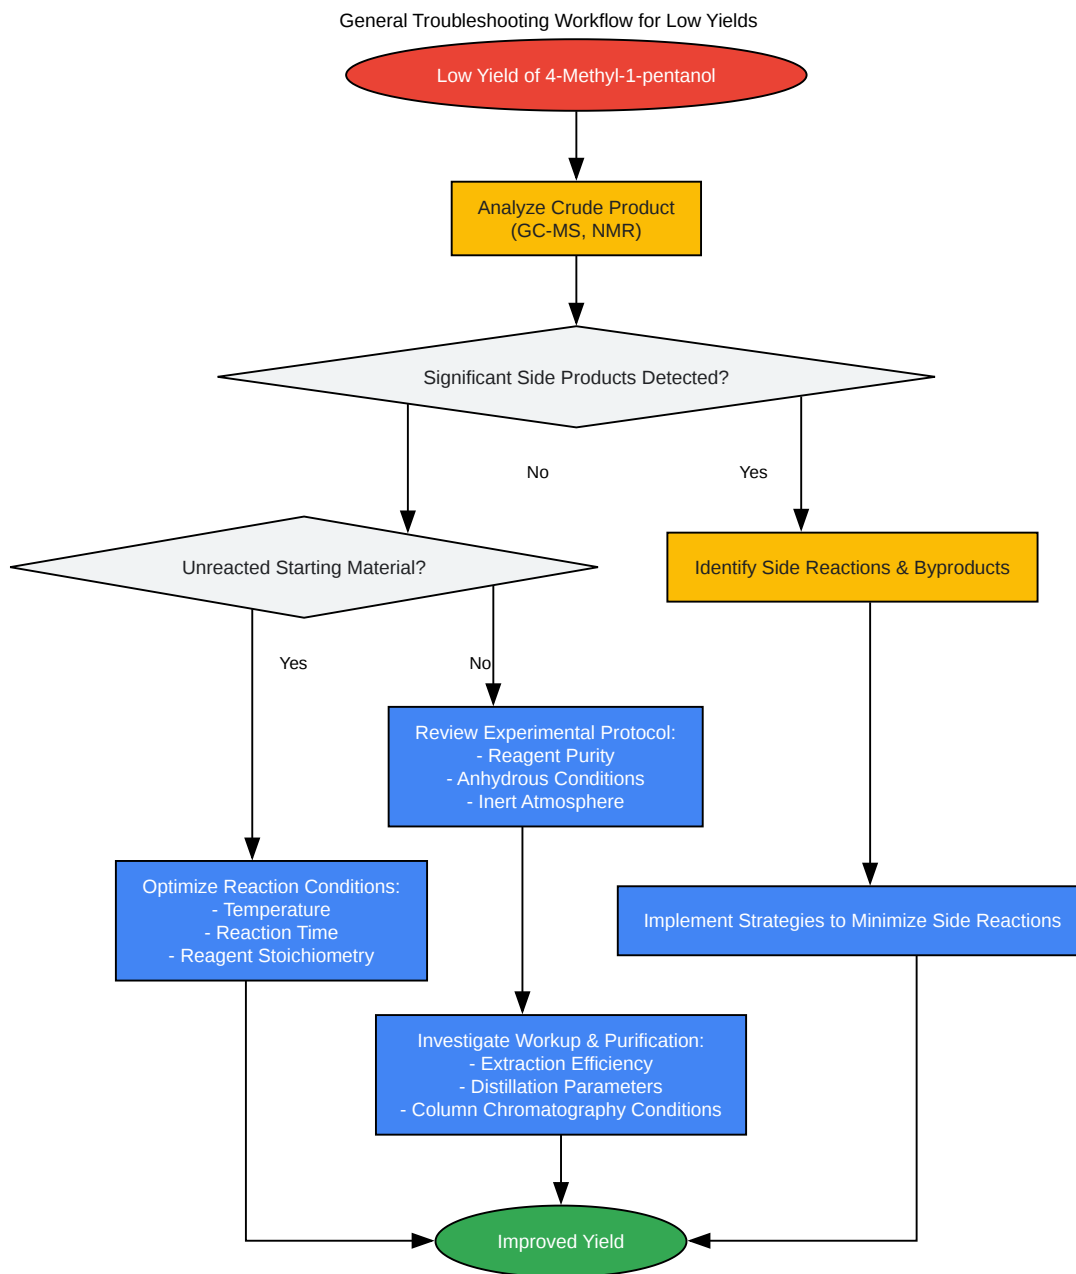 General Troubleshooting Workflow for Low Yields
Low Yield of 4-Methyl-1-pentanol
Analyze Crude Product
(GC-MS, NMR)
Significant Side Products Detected?
No
Yes
Unreacted Starting Material?
Identify Side Reactions & Byproducts
Yes
No
Review Experimental Protocol:
- Reagent Purity
- Anhydrous Conditions
- Inert Atmosphere
Optimize Reaction Conditions:
- Temperature
- Reaction Time
- Reagent Stoichiometry
Implement Strategies to Minimize Side Reactions
Investigate Workup & Purification:
- Extraction Efficiency
- Distillation Parameters
- Column Chromatography Conditions
Improved Yield